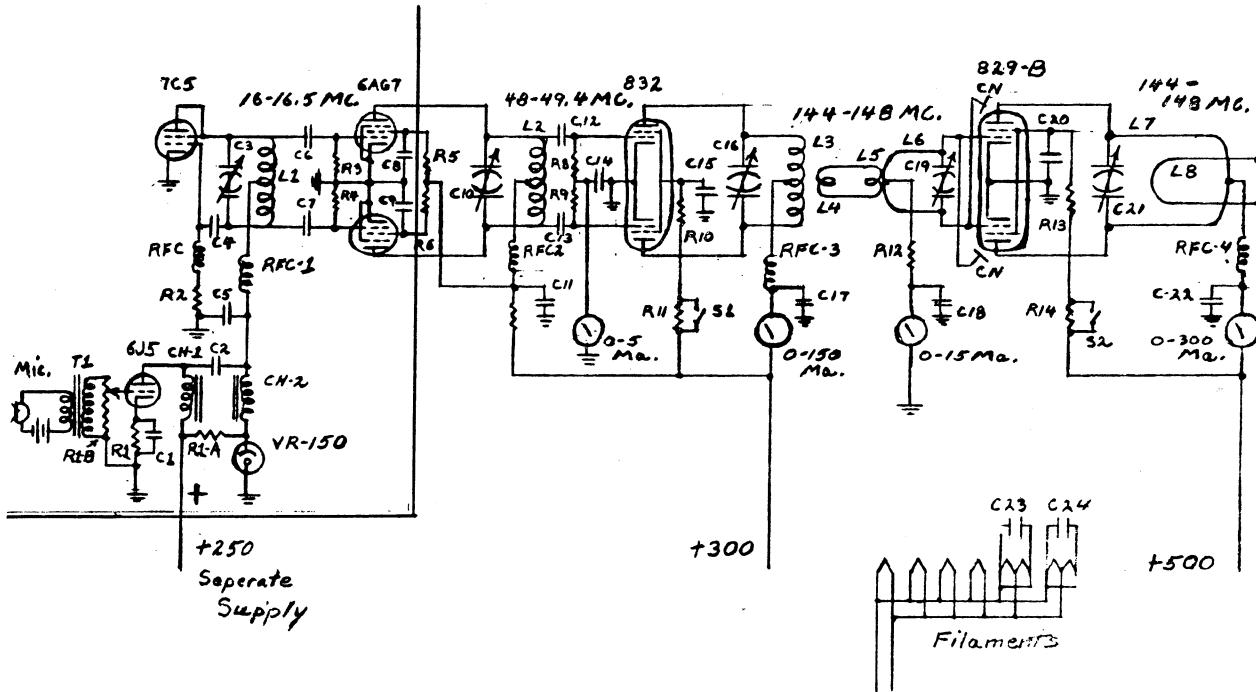 7C5
16-16.5 MC.
6AG7
48-49.4 MC.
832
144-148 MC.
829-B
CN
144-
148 MC.
C3
L2
C6
R3
R4
C7
C8
C9
R5
R6
C10
L2
C12
R8
R9
C13
C14
C15
R10
C16
L3
L4
L5
L6
C19
C20
R13
CN
C21
L7
L8
C4
RFC
RFC-1
R2
C5
RFC2
C11
0-5
Ma.
R11
S1
RFC-3
C17
0-150
Ma.
R12
C18
0-15 Ma.
R14
S2
RFC-4
C-22
0-300
Ma.
Mic.
T1
6J5
CH-1
C2
CH-2
R1B
R1
C1
R1-A
VR-150
+
+250
Seperate
Supply
+300
+500
C23
C24
Filaments